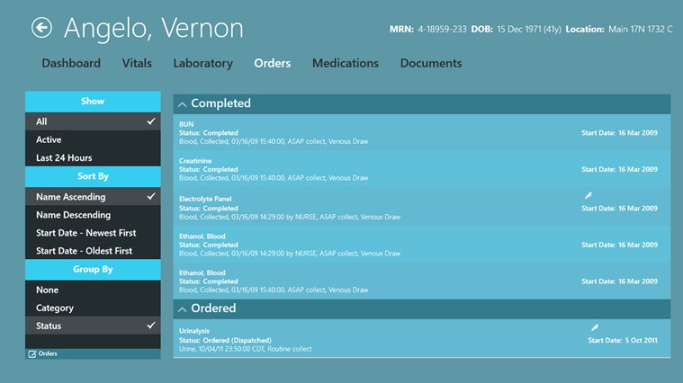 Angelo, Vernon
MRN: 4-18959-233 DOB: 15 Dec 1971 (41y) Location: Main 17N 1732 C
Dashboard Vitals Laboratory Orders Medications Documents
Show
All
Active
Last 24 Hours
Sort By
Name Ascending
Name Descending
Start Date - Newest First
Start Date - Oldest First
Group By
None
Category
Status
Orders
Completed
BUN
Status: Completed
Start Date: 16 Mar 2009
Blood, Collected, 03/16/09 15:40:00, ASAP collect, Venous Draw
Creatinine
Status: Completed
Start Date: 16 Mar 2009
Blood, Collected, 03/16/09 15:40:00, ASAP collect, Venous Draw
Electrolyte Panel
Status: Completed
Start Date: 16 Mar 2009
Blood, Collected, 03/16/09 14:29:00 by NURSE, ASAP collect, Venous Draw
Ethanol, Blood
Status: Completed
Start Date: 16 Mar 2009
Blood, Collected, 03/16/09 14:29:00 by NURSE, ASAP collect, Venous Draw
Ethanol, Blood
Status: Completed
Start Date: 16 Mar 2009
Blood, Collected, 03/16/09 15:40:00, ASAP collect, Venous Draw
Ordered
Urinalysis
Status: Ordered (Dispatched)
Start Date: 5 Oct 2011
Urine, 10/04/11 23:50:00 CDT, Routine collect